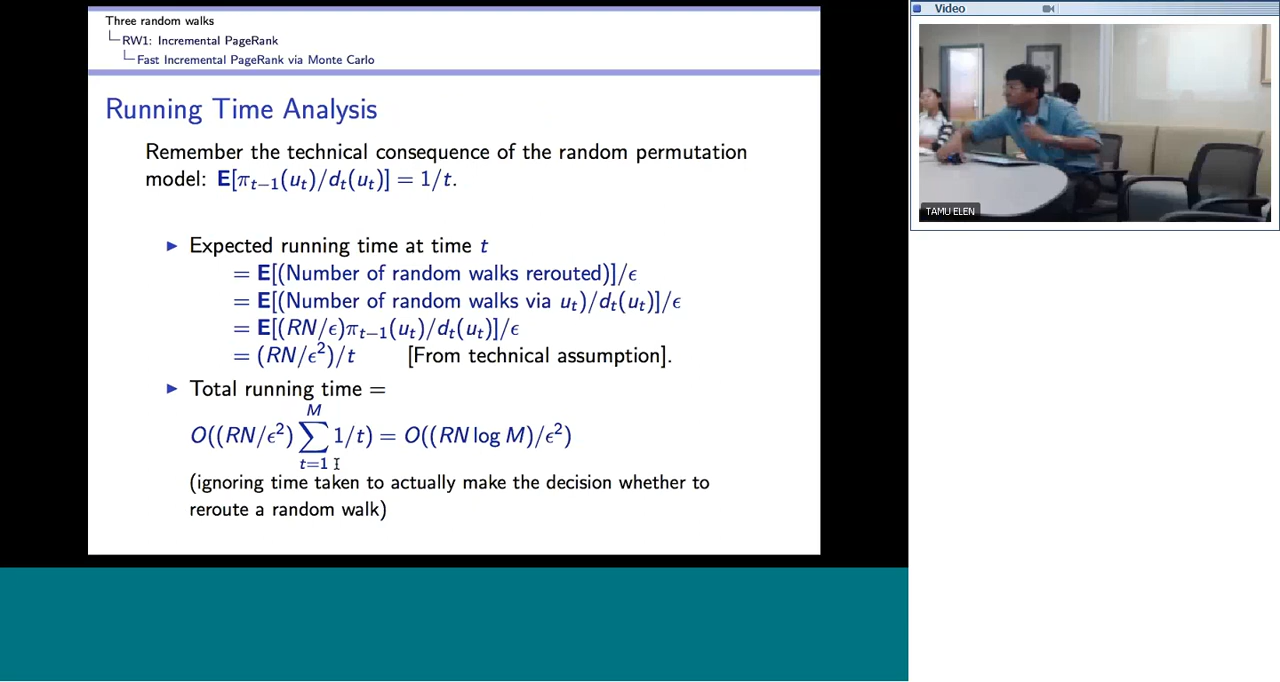 Three random walks
RW1: Incremental PageRank
Fast Incremental PageRank via Monte Carlo
Running Time Analysis
Remember the technical consequence of the random permutation
model: E[π_{t−1}(u_t)/d_t(u_t)] = 1/t.
▶ Expected running time at time t
= E[(Number of random walks rerouted)]/ϵ
= E[(Number of random walks via u_t)/d_t(u_t)]/ϵ
= E[(RN/ϵ)π_{t−1}(u_t)/d_t(u_t)]/ϵ
= (RN/ϵ²)/t [From technical assumption].
▶ Total running time =
O((RN/ϵ²) ∑_{t=1}^{M} 1/t) = O((RN log M)/ϵ²)
(ignoring time taken to actually make the decision whether to
reroute a random walk)
Video
TAMU ELEN